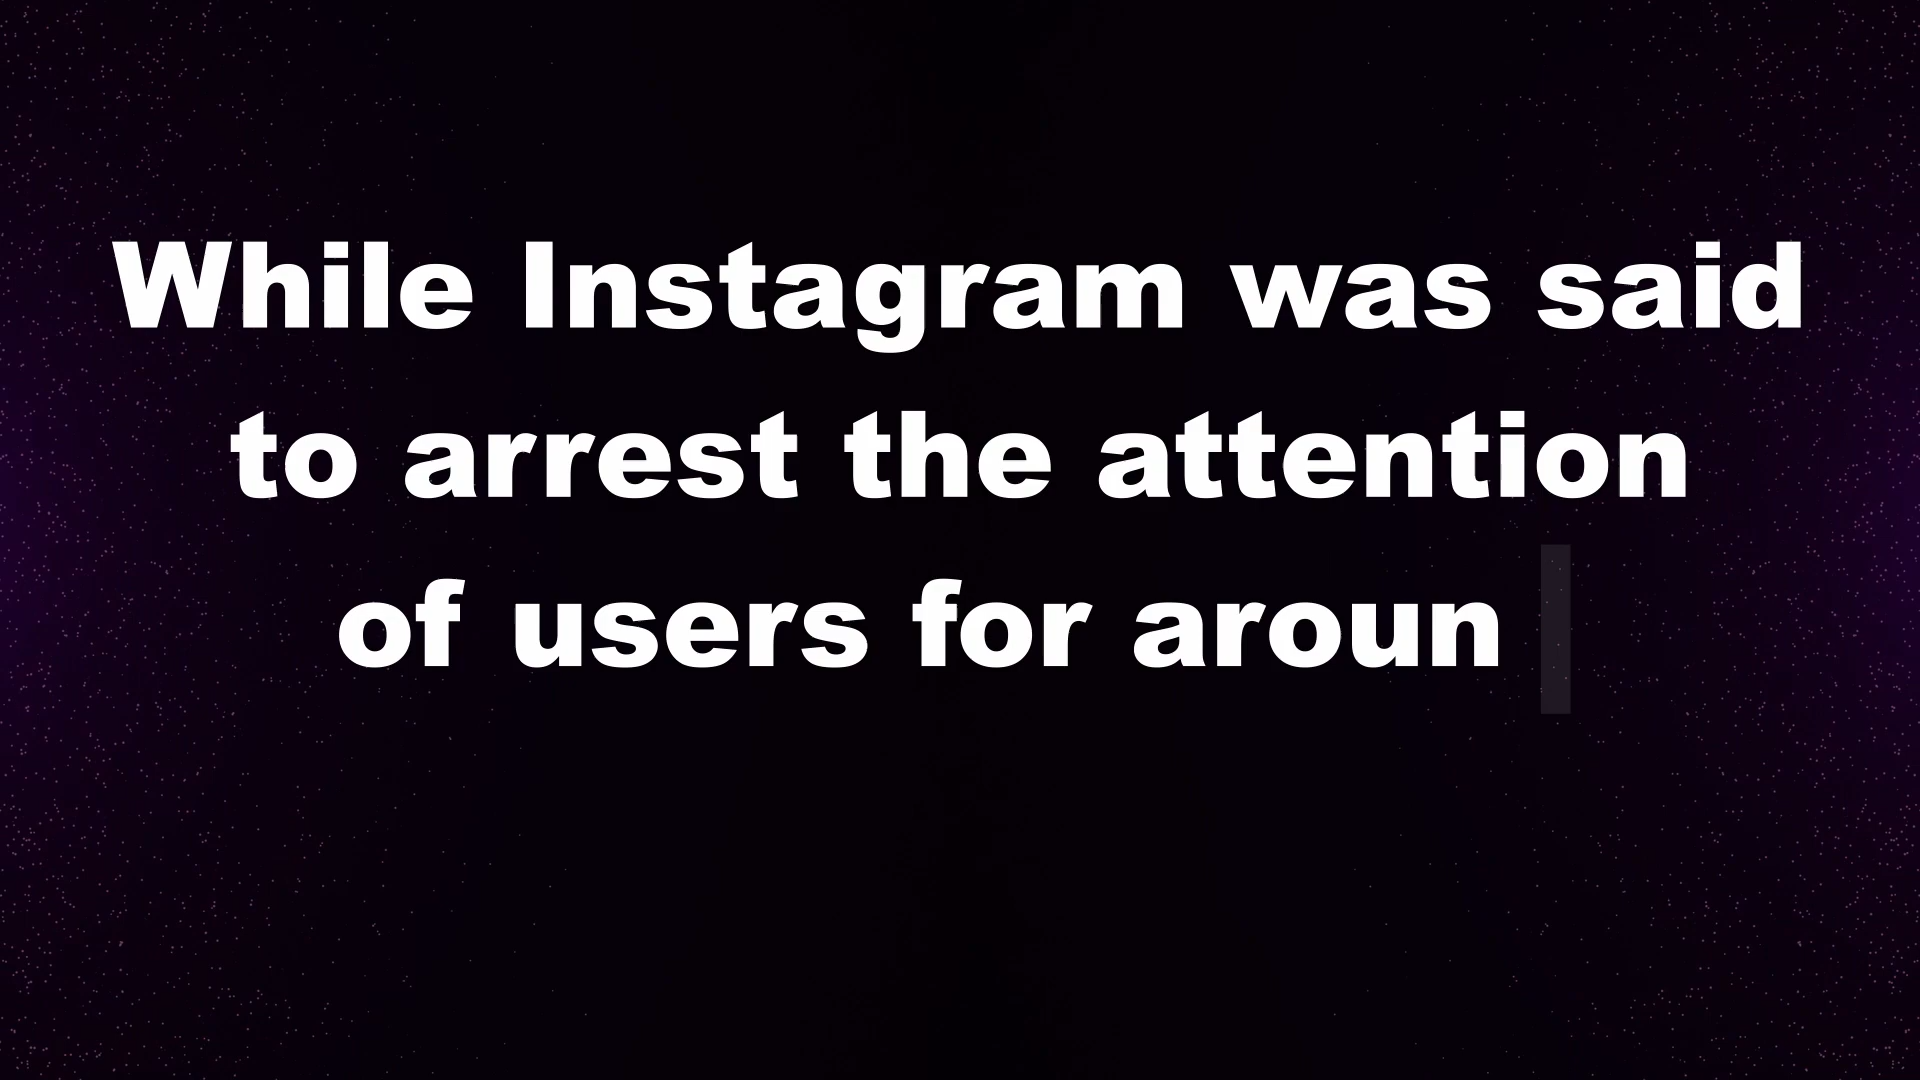 While Instagram was said
to arrest the attention
of users for aroun